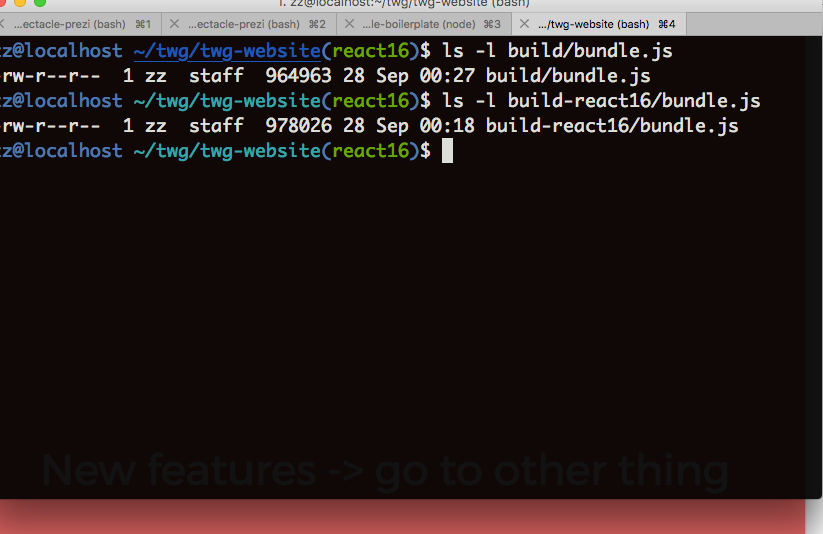 1. zz@localhost:~/twg/twg-website (bash)
...ectacle-prezi (bash) ⌘1 ...ectacle-prezi (bash) ⌘2 ...le-boilerplate (node) ⌘3 .../twg-website (bash) ⌘4
zz@localhost ~/twg/twg-website(react16)$ ls -l build/bundle.js
-rw-r--r-- 1 zz staff 964963 28 Sep 00:27 build/bundle.js
zz@localhost ~/twg/twg-website(react16)$ ls -l build-react16/bundle.js
-rw-r--r-- 1 zz staff 978026 28 Sep 00:18 build-react16/bundle.js
zz@localhost ~/twg/twg-website(react16)$
New features -> go to other thing